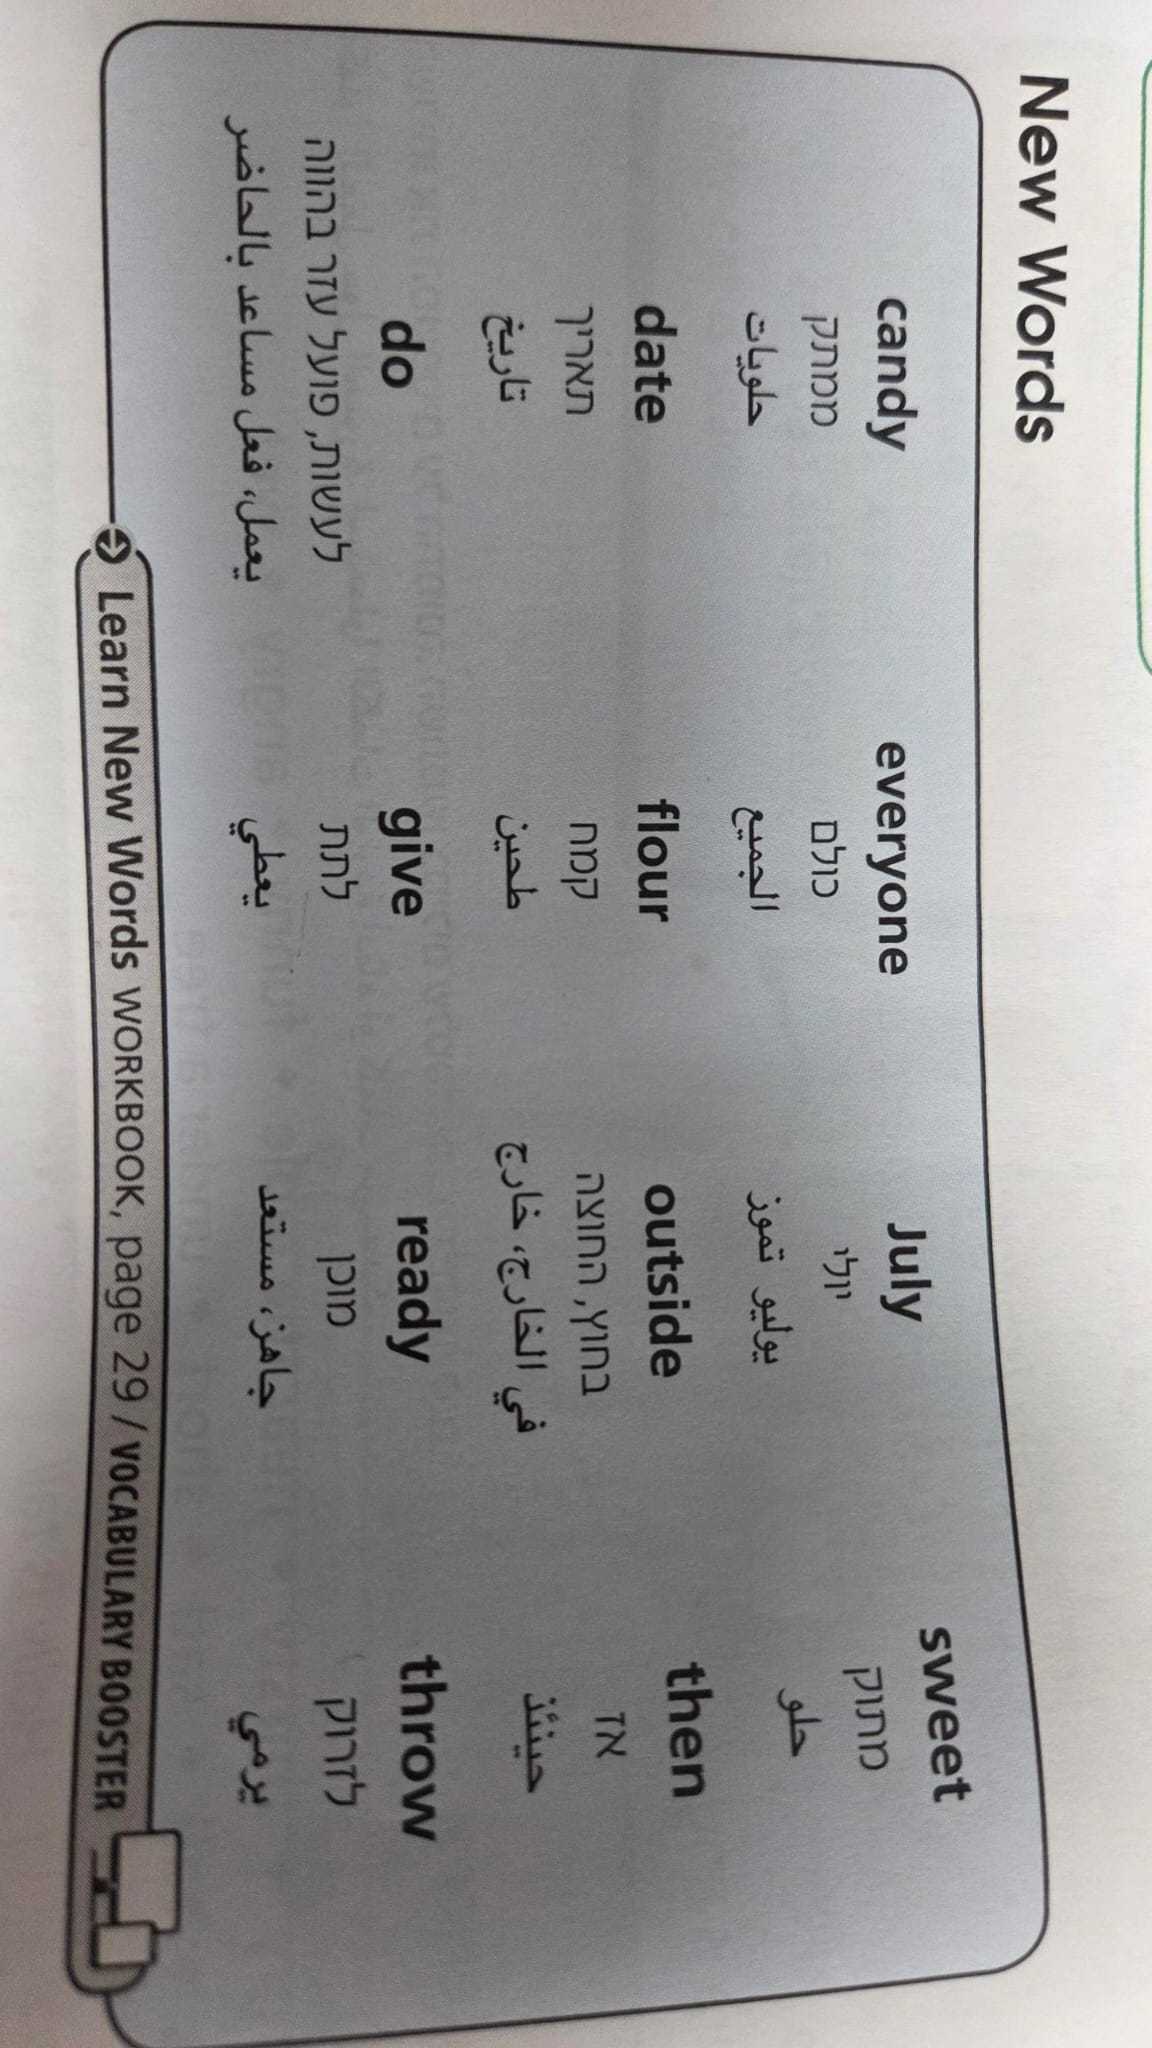 New Words
candy everyone July sweet
ממתק כולם יולי מתוק
حلويات الجميع يوليو تموز حلو
date flour outside then
תאריך קמח בחוץ, החוצה אז
تاريخ طحين في الخارج، خارج حينئذ
do give ready throw
לעשות, פועל עזר בהווה לתת מוכן לזרוק
يعمل، فعل مساعد بالحاضر يعطي جاهز، مستعد يرمي
Learn New Words WORKBOOK, page 29 / VOCABULARY BOOSTER